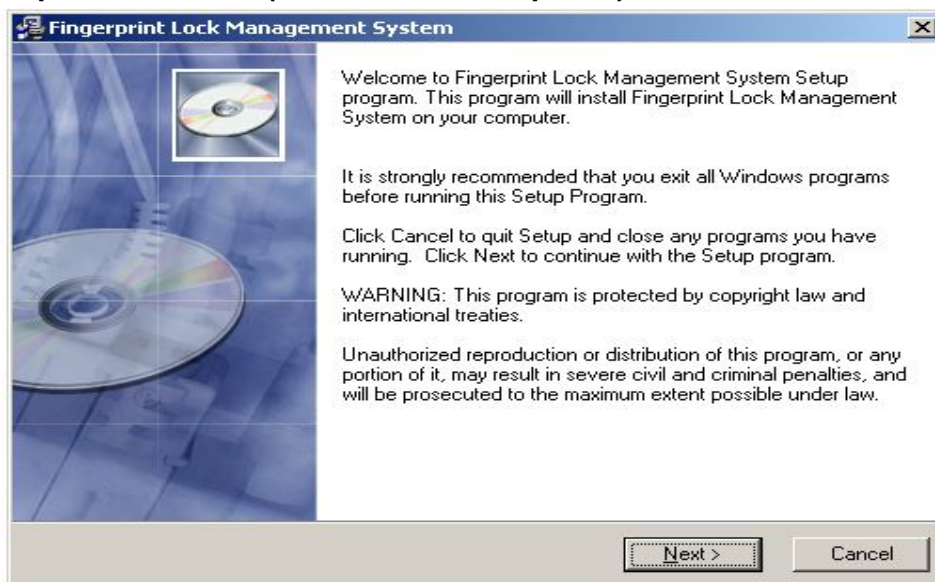 Fingerprint Lock Management System
Welcome to Fingerprint Lock Management System Setup
program. This program will install Fingerprint Lock Management
System on your computer.
It is strongly recommended that you exit all Windows programs
before running this Setup Program.
Click Cancel to quit Setup and close any programs you have
running. Click Next to continue with the Setup program.
WARNING: This program is protected by copyright law and
international treaties.
Unauthorized reproduction or distribution of this program, or any
portion of it, may result in severe civil and criminal penalties, and
will be prosecuted to the maximum extent possible under law.
Next >
Cancel